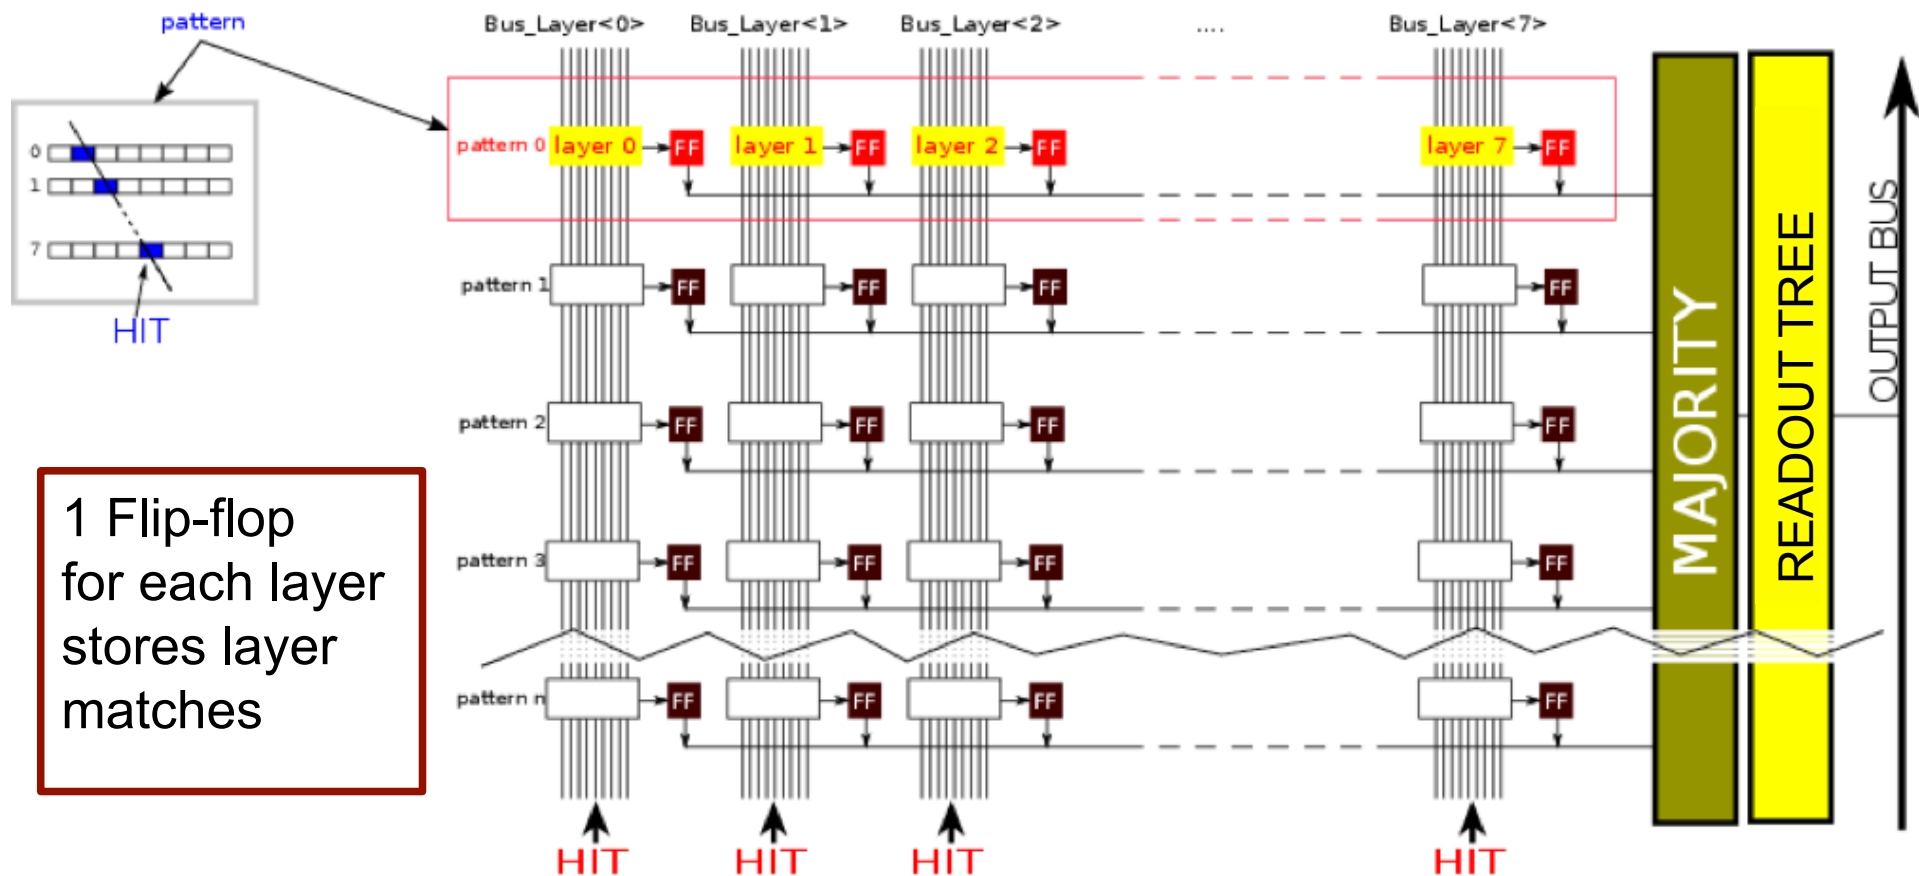 pattern
Bus_Layer<0>
Bus_Layer<1>
Bus_Layer<2>
....
Bus_Layer<7>
0
1
7
HIT
pattern 0 layer 0 FF layer 1 FF layer 2 FF layer 7 FF
pattern 1 FF FF FF FF
pattern 2 FF FF FF FF
pattern 3 FF FF FF FF
pattern n FF FF FF FF
HIT HIT HIT HIT
MAJORITY
READOUT TREE
OUTPUT BUS
1 Flip-flop
for each layer
stores layer
matches